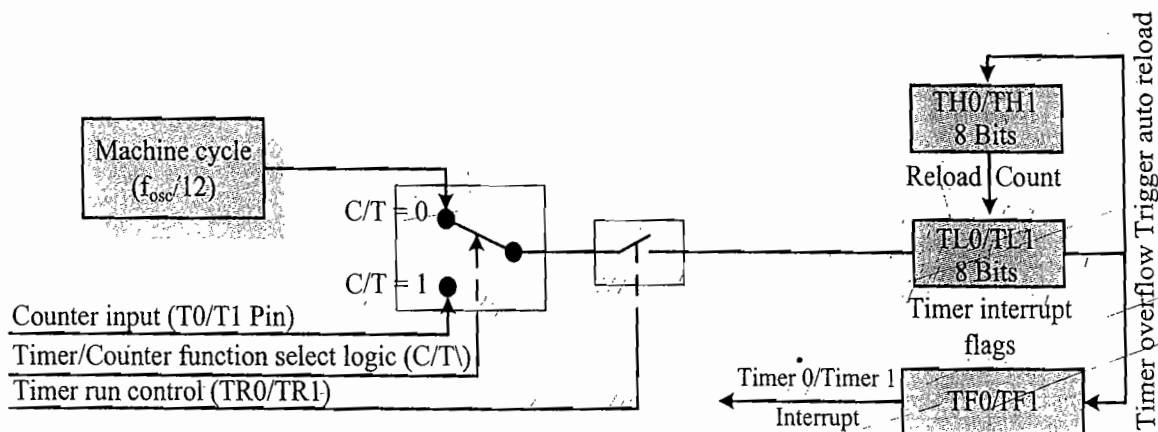 Machine cycle
(fosc/12)
C/T = 0
C/T = 1
Counter input (T0/T1 Pin)
Timer/Counter function select logic (C/T\)
Timer run control (TR0/TR1)
TH0/TH1
8 Bits
Reload Count
TL0/TL1
8 Bits
Timer interrupt
flags
TF0/TF1
Timer 0/Timer 1
Interrupt
Timer overflow Trigger auto reload